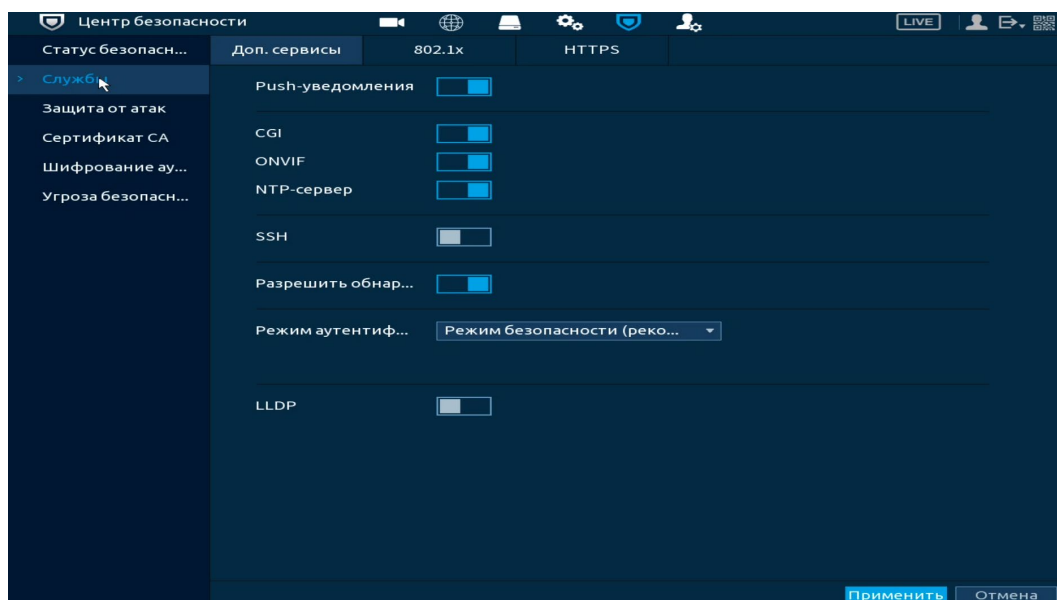 Центр безопасности
LIVE
Статус безопасн...
Доп. сервисы
802.1x
HTTPS
Службы
Push-уведомления
Защита от атак
Сертификат CA
CGI
Шифрование ау...
ONVIF
Угроза безопасн...
NTP-сервер
SSH
Разрешить обнар...
Режим аутентиф...
Режим безопасности (реко...
LLDP
Применить
Отмена